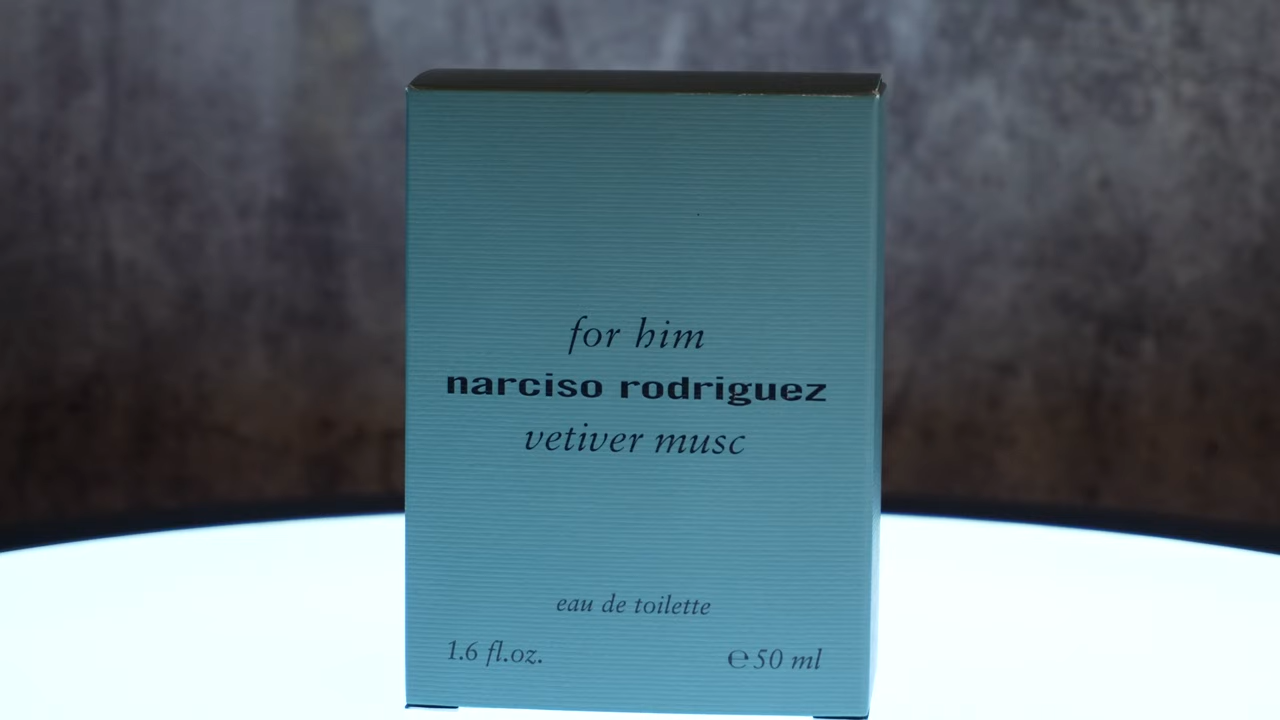 for him
narciso rodriguez
vetiver musc
eau de toilette
1.6 fl.oz. ℮50 ml